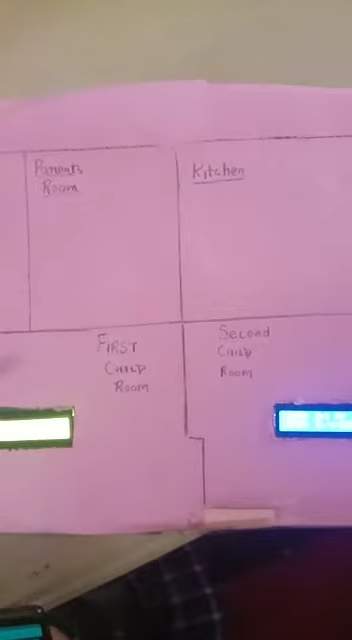 Parents
Room
Kitchen
FIRST
CHILD
Room
Second
CHILD
Room